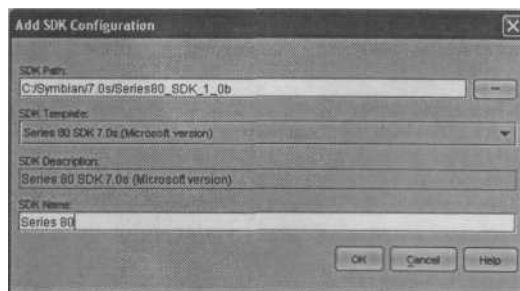 Add SDK Configuration
SDK Path:
C:/Symbian/7.0s/Series80_SDK_1_0b
...
SDK Template:
Series 80 SDK 7.0s (Microsoft version)
SDK Description:
Series 80 SDK 7.0s (Microsoft version)
SDK Name:
Series 80
OK
Cancel
Help